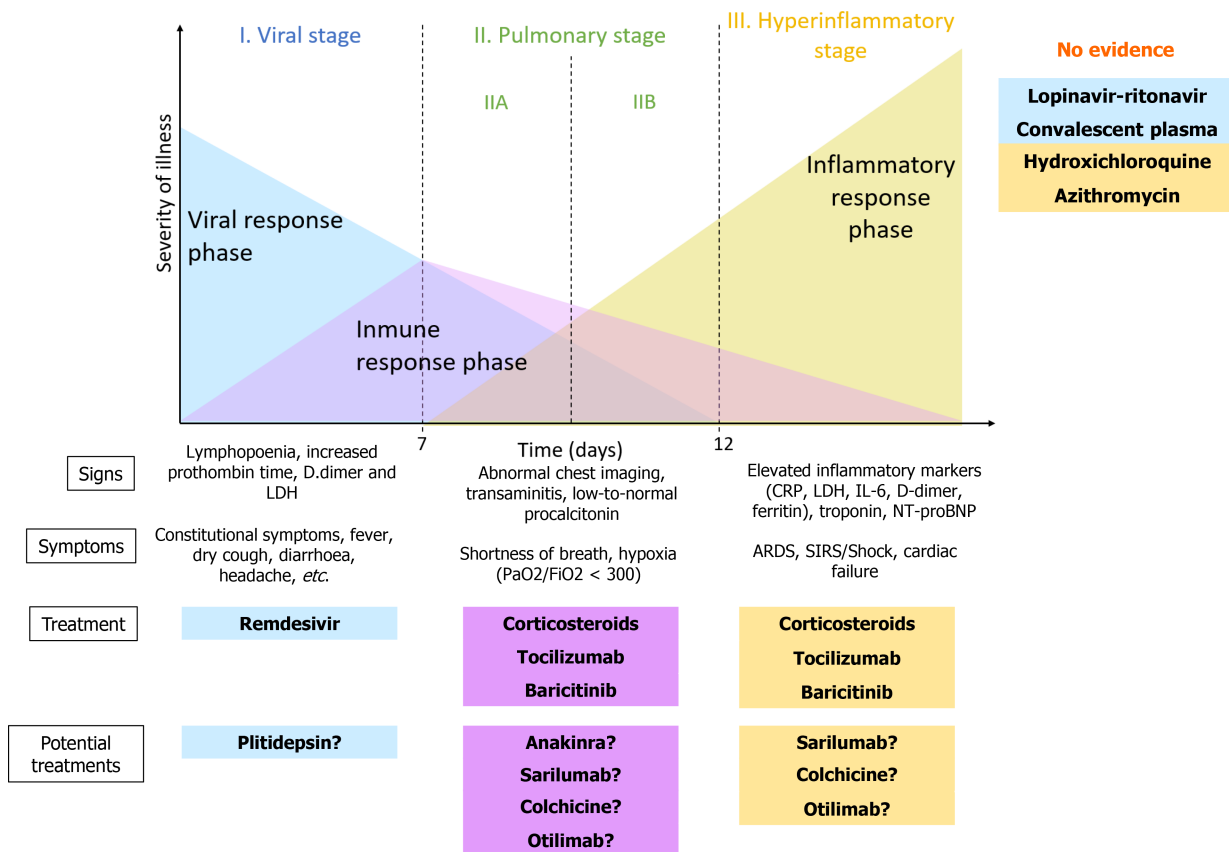 I. Viral stage
II. Pulmonary stage
III. Hyperinflammatory
stage
No evidence
IIA
IIB
Lopinavir-ritonavir
Convalescent plasma
Hydroxichloroquine
Azithromycin
Severity of illness
Viral response
phase
Inmune
response phase
Inflammatory
response
phase
7
Time (days)
12
Signs
Lymphopoenia, increased
prothombin time, D.dimer and
LDH
Abnormal chest imaging,
transaminitis, low-to-normal
procalcitonin
Elevated inflammatory markers
(CRP, LDH, IL-6, D-dimer,
ferritin), troponin, NT-proBNP
Symptoms
Constitutional symptoms, fever,
dry cough, diarrhoea,
headache, etc.
Shortness of breath, hypoxia
(PaO2/FiO2 < 300)
ARDS, SIRS/Shock, cardiac
failure
Treatment
Remdesivir
Corticosteroids
Tocilizumab
Baricitinib
Corticosteroids
Tocilizumab
Baricitinib
Potential
treatments
Plitidepsin?
Anakinra?
Sarilumab?
Colchicine?
Otilimab?
Sarilumab?
Colchicine?
Otilimab?